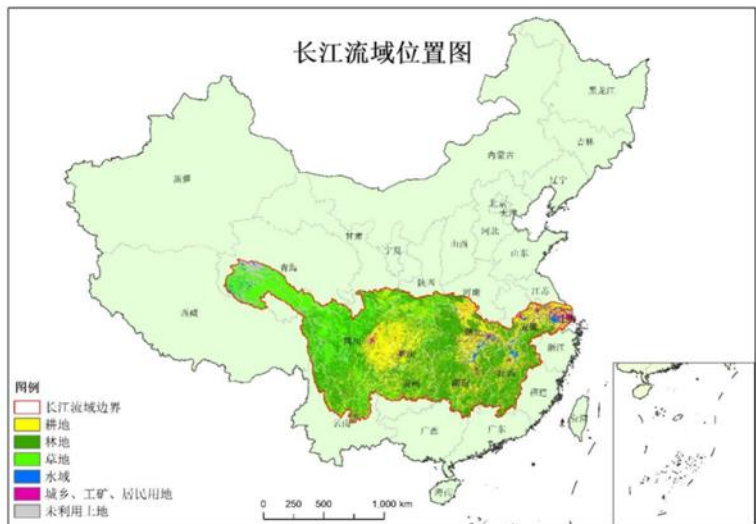 长江流域位置图
黑龙江
吉林
内蒙古
辽宁
新疆
北京
天津
河北
甘肃
山西
宁夏
山东
青海
陕西
河南
江苏
西藏
安徽
四川
重庆
浙江
江西
贵州
湖南
福建
云南
台湾
广西
广东
海南
图例
长江流域边界
耕地
林地
草地
水域
城乡、工矿、居民用地
未利用土地
0 250 500 1,000 km